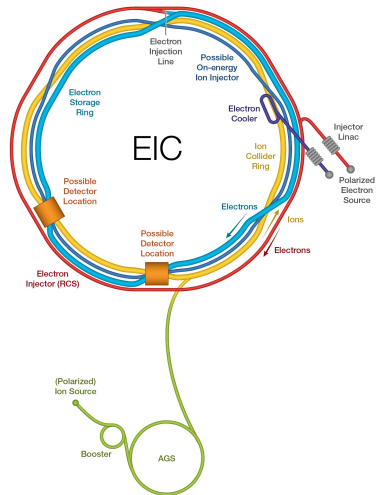 Electron
Injection
Line
Possible
On-energy
Ion Injector
Electron
Storage
Ring
Electron
Cooler
Injector
Linac
EIC
Ion
Collider
Ring
Polarized
Electron
Source
Possible
Detector
Location
Electrons
Ions
Possible
Detector
Location
Electrons
Electron
Injector (RCS)
(Polarized)
Ion Source
Booster
AGS